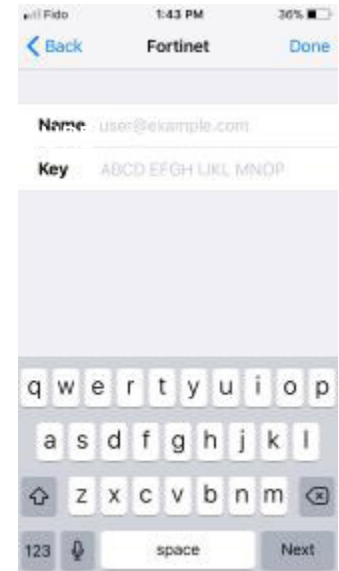 Fido 1:43 PM 36%
Back Fortinet Done
Name user@example.com
Key ABCD EFGH IJKL MNOP
q w e r t y u i o p
a s d f g h j k l
z x c v b n m
123 space Next